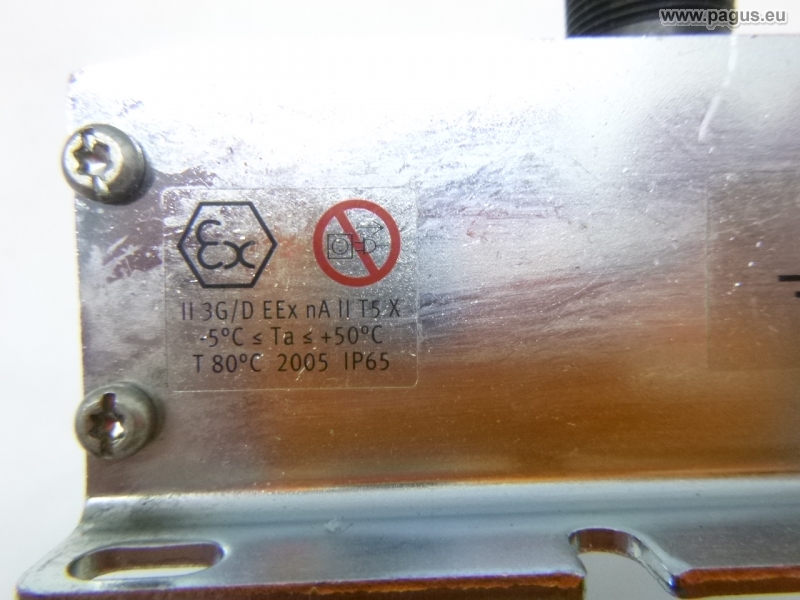 www.pagus.eu
Ex
II 3G/D EEx nA II T5 X
-5°C ≤ Ta ≤ +50°C
T 80°C 2005 IP65